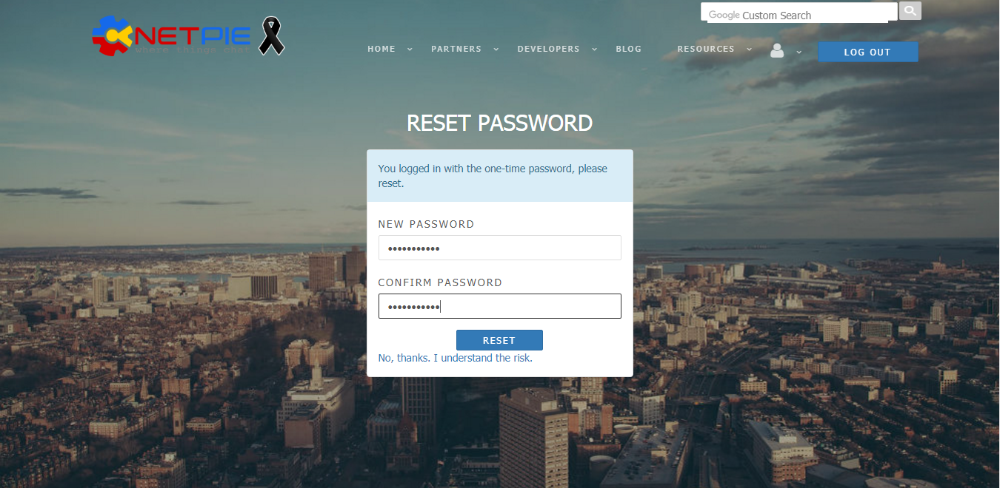 Google Custom Search
NETPIE
where things chat
HOME PARTNERS DEVELOPERS BLOG RESOURCES LOG OUT
RESET PASSWORD
You logged in with the one-time password, please
reset.
NEW PASSWORD
•••••••••••
CONFIRM PASSWORD
•••••••••••
RESET
No, thanks. I understand the risk.